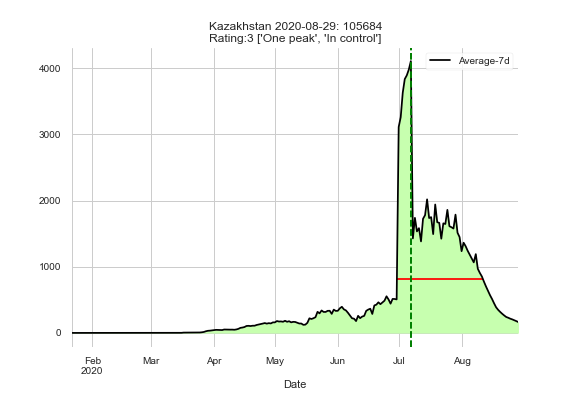 Kazakhstan 2020-08-29: 105684
Rating:3 ['One peak', 'In control']
Average-7d
4000
3000
2000
1000
0
Feb Mar Apr May Jun Jul Aug
2020
Date